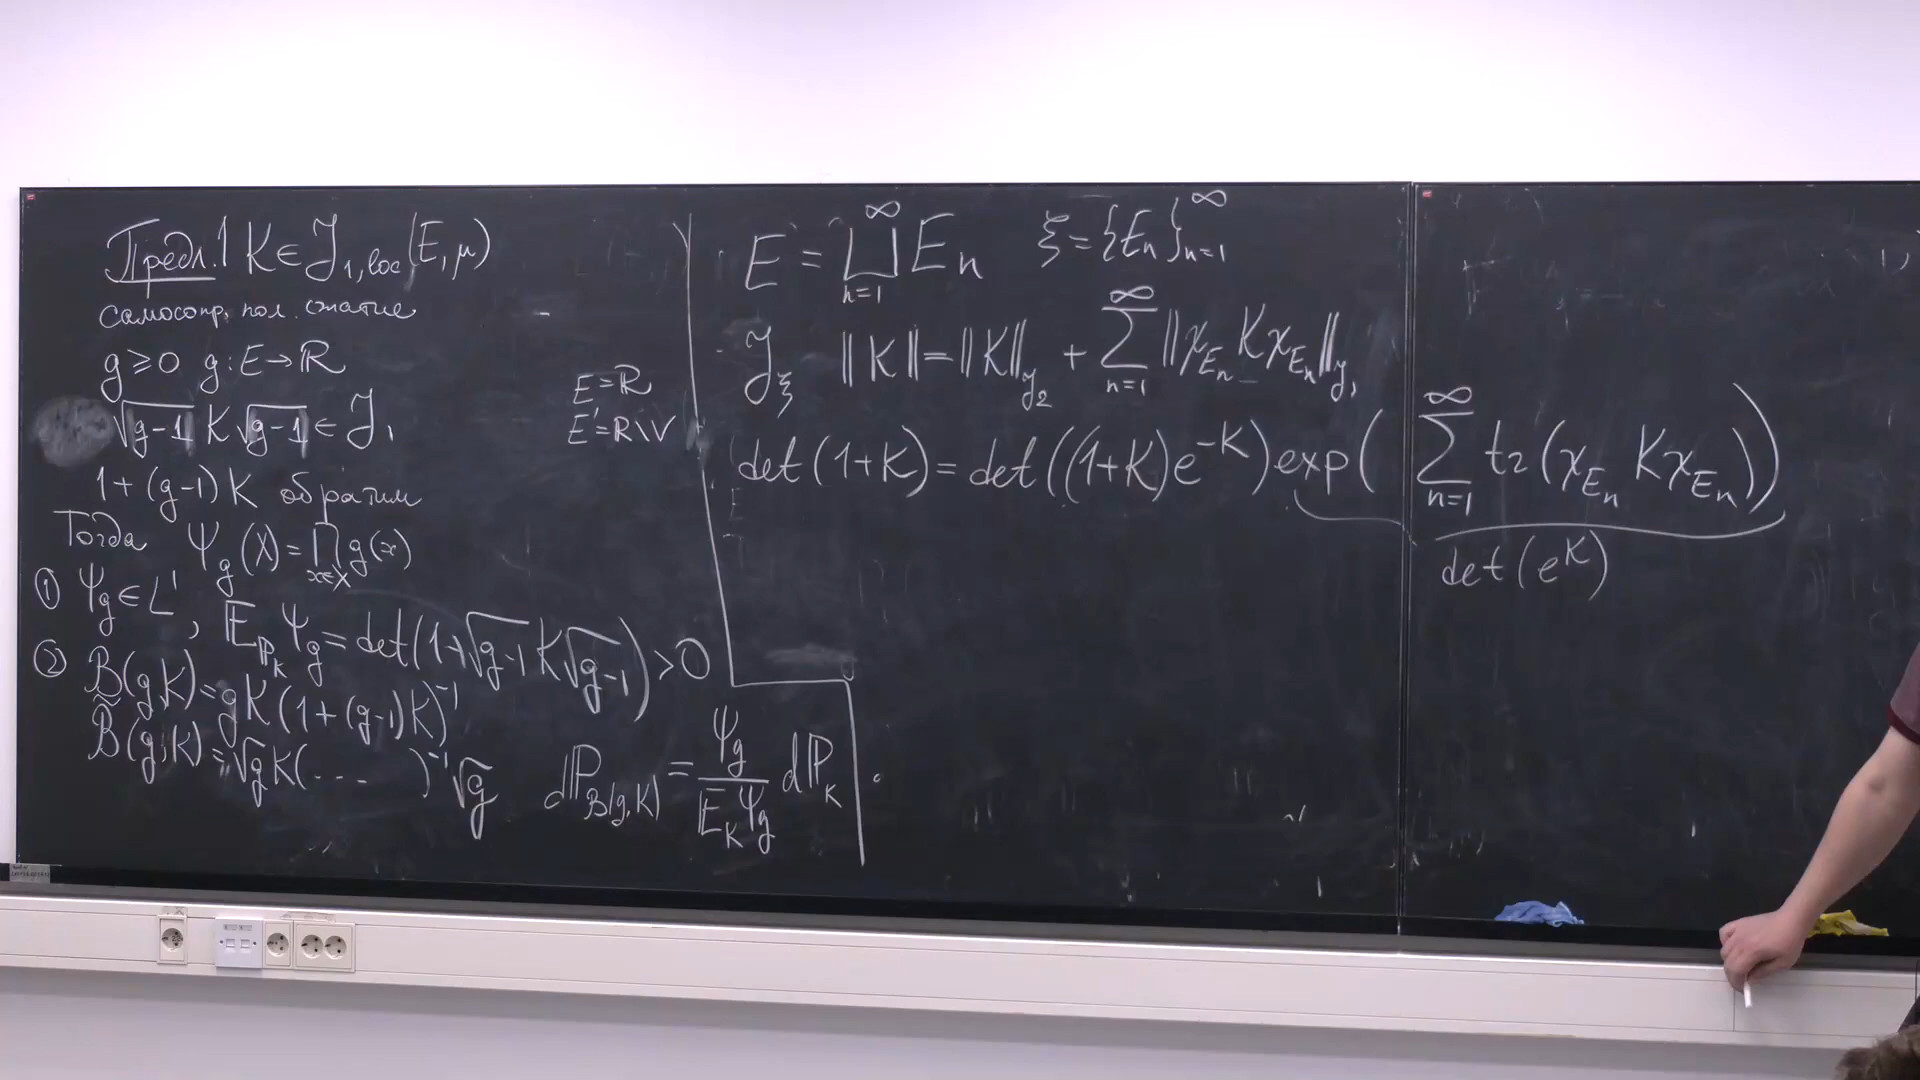 Предл. 1 K ∈ 𝒥_{1,loc}(E, μ)
самосопр. пол. сжатие
g ≥ 0 g: E → ℝ
√(g-1) K √(g-1) ∈ 𝒥_1
1 + (g-1)K обратим
Тогда Ψ_g(X) = ∏_{x∈X} g(x)
① Ψ_g ∈ L^1, 𝔼_{ℙ_K} Ψ_g = det(1+√(g-1) K √(g-1)) > 0
② B(g,K) = gK(1+(g-1)K)^{-1}
B̃(g,K) = √g K(...)^{-1} √g
dℙ_{B(g,K)} = Ψ_g / 𝔼_K Ψ_g dℙ_K
E = ℝ
E' = ℝ\V
E = ⨆_{n=1}^{∞} E_n ξ = {E_n}_{n=1}^{∞}
𝒥_ξ ‖K‖ = ‖K‖_{𝒥_2} + ∑_{n=1}^{∞} ‖χ_{E_n} K χ_{E_n}‖_{𝒥_1}
det(1+K) = det((1+K)e^{-K}) exp(∑_{n=1}^{∞} tr(χ_{E_n} K χ_{E_n}))
det(e^K)